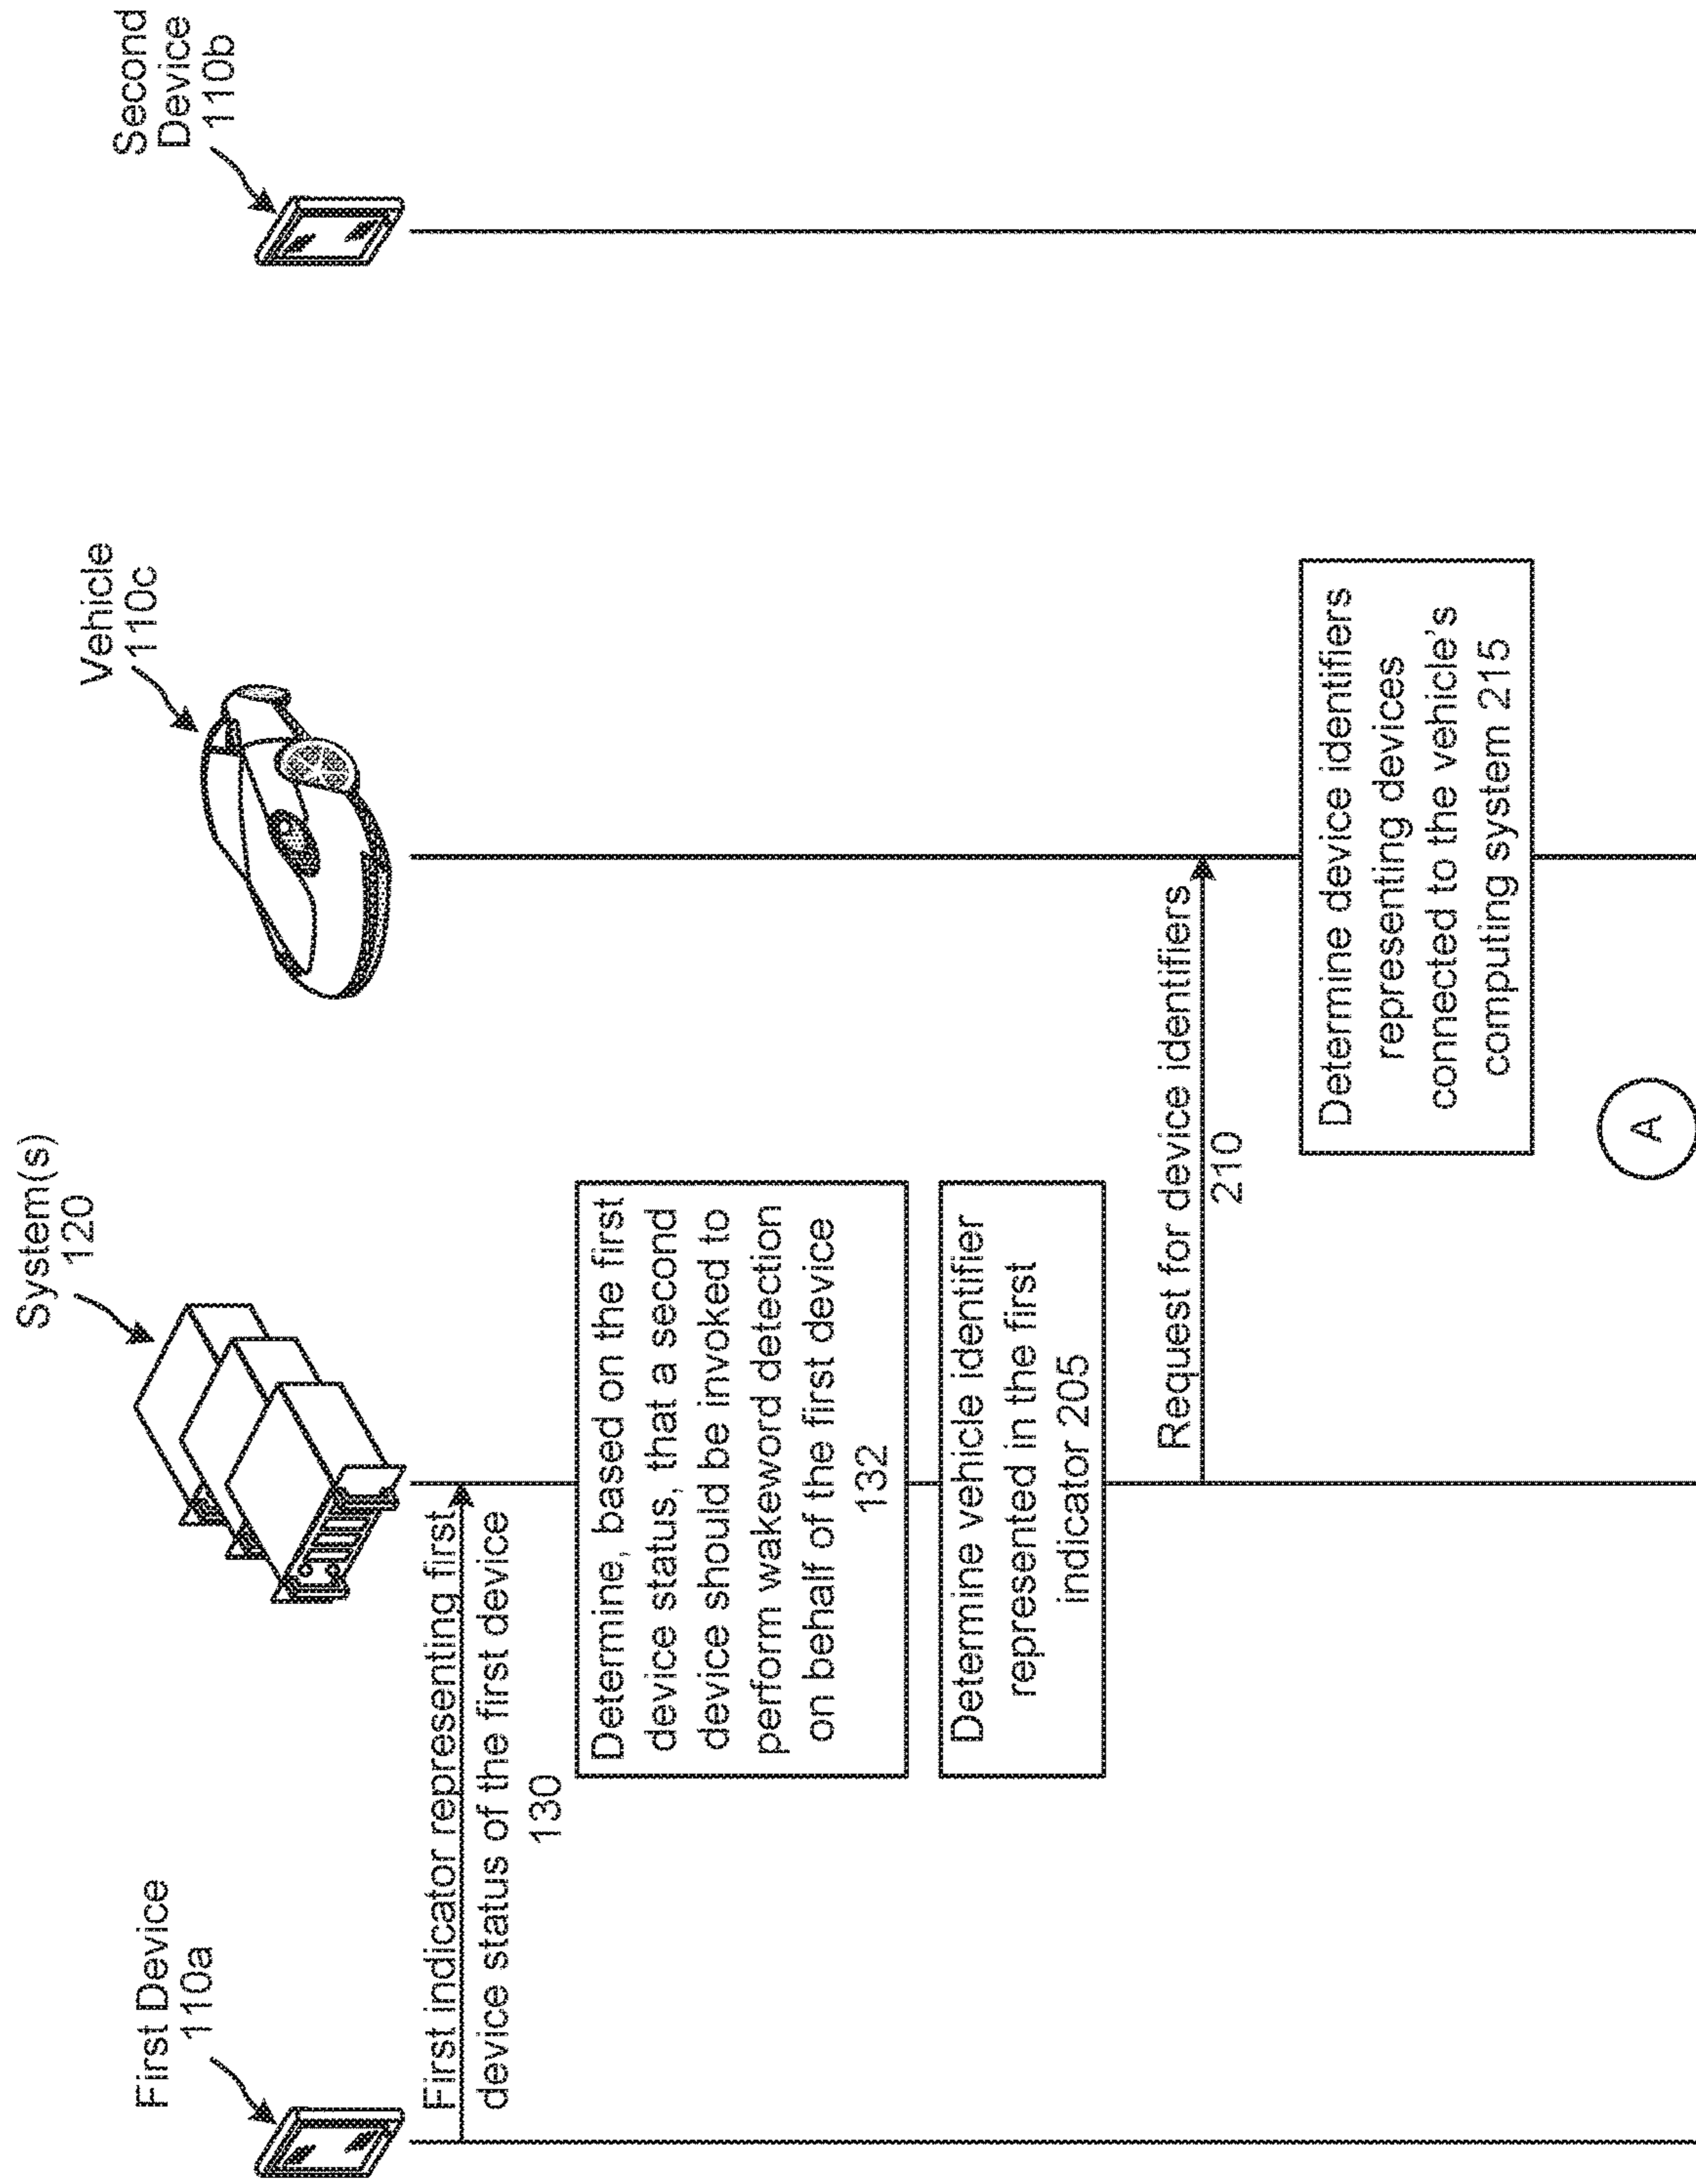 First Device
110a
System(s)
120
Vehicle
110c
Second
Device
110b
First indicator representing first
device status of the first device
130
Determine, based on the first
device status, that a second
device should be invoked to
perform wakeword detection
on behalf of the first device
132
Determine vehicle identifier
represented in the first
indicator 205
Request for device identifiers
210
Determine device identifiers
representing devices
connected to the vehicle's
computing system 215
A